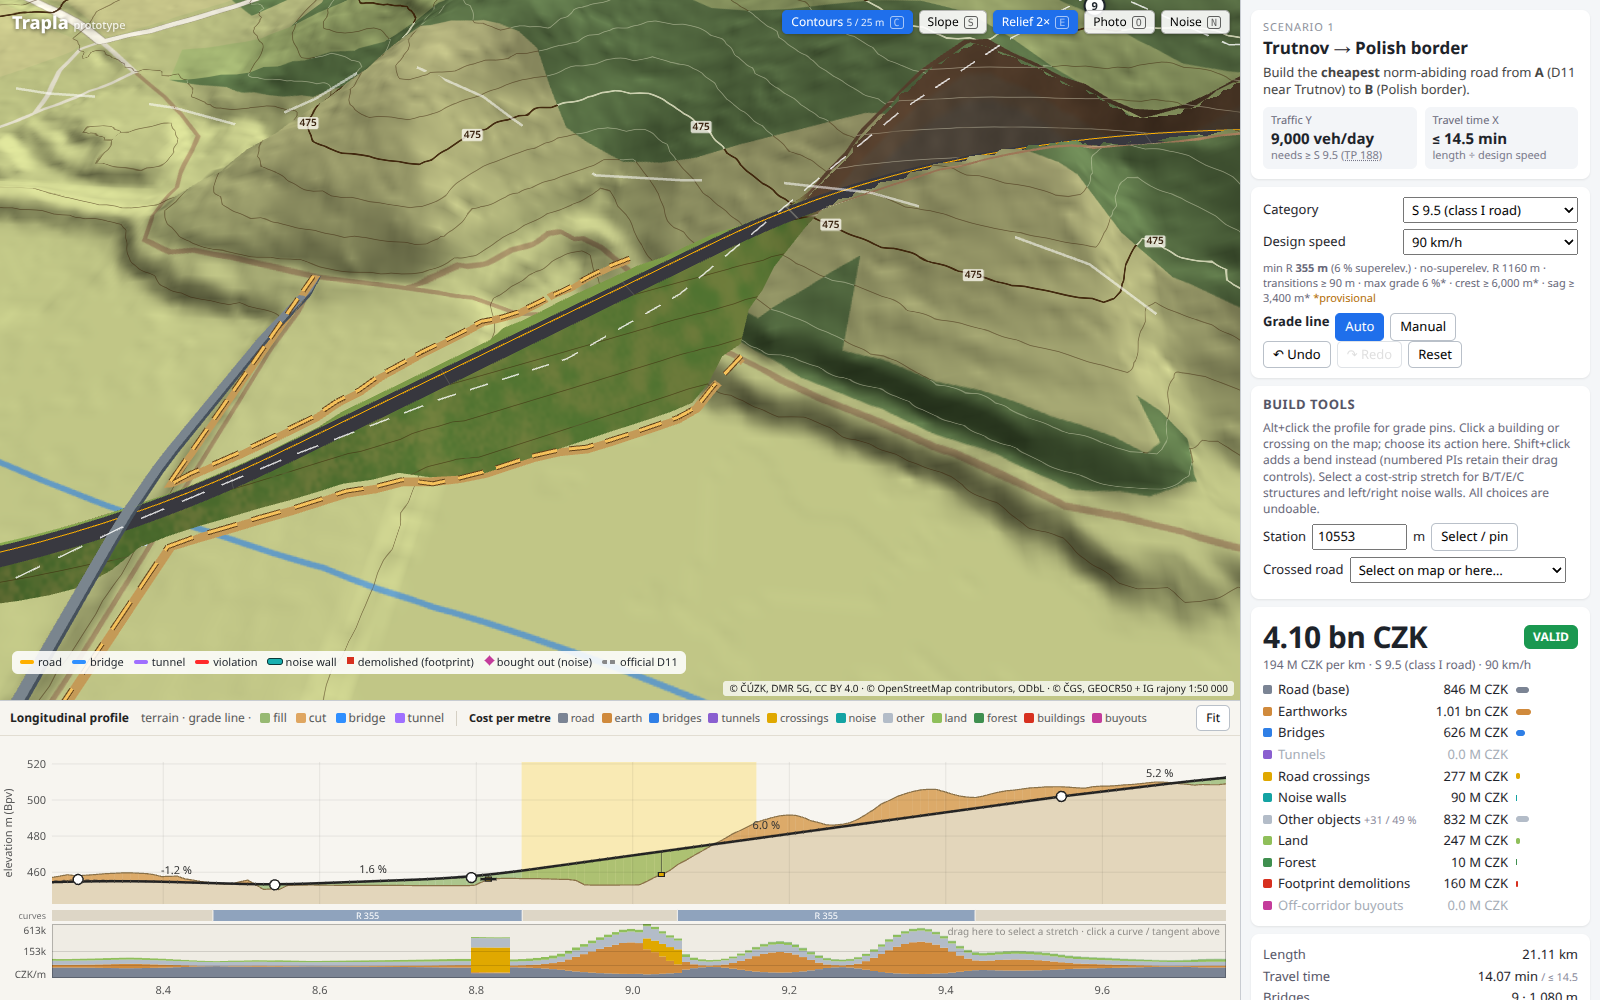 Trapla prototype
Contours 5 / 25 m C
Slope S
Relief 2× E
Photo O
Noise N
9
475
475
475
475
475
475
road
bridge
tunnel
violation
noise wall
demolished (footprint)
bought out (noise)
official D11
© ČÚZK, DMR 5G, CC BY 4.0 · © OpenStreetMap contributors, ODbL · © ČGS, GEOCR50 + IG rajony 1:50 000
Longitudinal profile
terrain · grade line ·
fill
cut
bridge
tunnel
Cost per metre
road
earth
bridges
tunnels
crossings
noise
other
land
forest
buildings
buyouts
Fit
elevation m (Bpv)
520
500
480
460
-1.2 %
1.6 %
6.0 %
5.2 %
curves
R 355
R 355
613k
153k
CZK/m
drag here to select a stretch · click a curve / tangent above
8.4
8.6
8.8
9.0
9.2
9.4
9.6
SCENARIO 1
Trutnov → Polish border
Build the cheapest norm-abiding road from A (D11
near Trutnov) to B (Polish border).
Traffic Y
9,000 veh/day
needs ≥ S 9.5 (TP 188)
Travel time X
≤ 14.5 min
length ÷ design speed
Category
S 9.5 (class I road)
Design speed
90 km/h
min R 355 m (6 % superelev.) · no-superelev. R 1160 m ·
transitions ≥ 90 m · max grade 6 %* · crest ≥ 6,000 m* · sag ≥
3,400 m* *provisional
Grade line
Auto
Manual
↶ Undo
↷ Redo
Reset
BUILD TOOLS
Alt+click the profile for grade pins. Click a building or
crossing on the map; choose its action here. Shift+click
adds a bend instead (numbered PIs retain their drag
controls). Select a cost-strip stretch for B/T/E/C
structures and left/right noise walls. All choices are
undoable.
Station 10553 m Select / pin
Crossed road Select on map or here...
4.10 bn CZK
VALID
194 M CZK per km · S 9.5 (class I road) · 90 km/h
Road (base) 846 M CZK
Earthworks 1.01 bn CZK
Bridges 626 M CZK
Tunnels 0.0 M CZK
Road crossings 277 M CZK
Noise walls 90 M CZK
Other objects +31 / 49 % 832 M CZK
Land 247 M CZK
Forest 10 M CZK
Footprint demolitions 160 M CZK
Off-corridor buyouts 0.0 M CZK
Length 21.11 km
Travel time 14.07 min / ≤ 14.5
Bridges 9 · 1,080 m